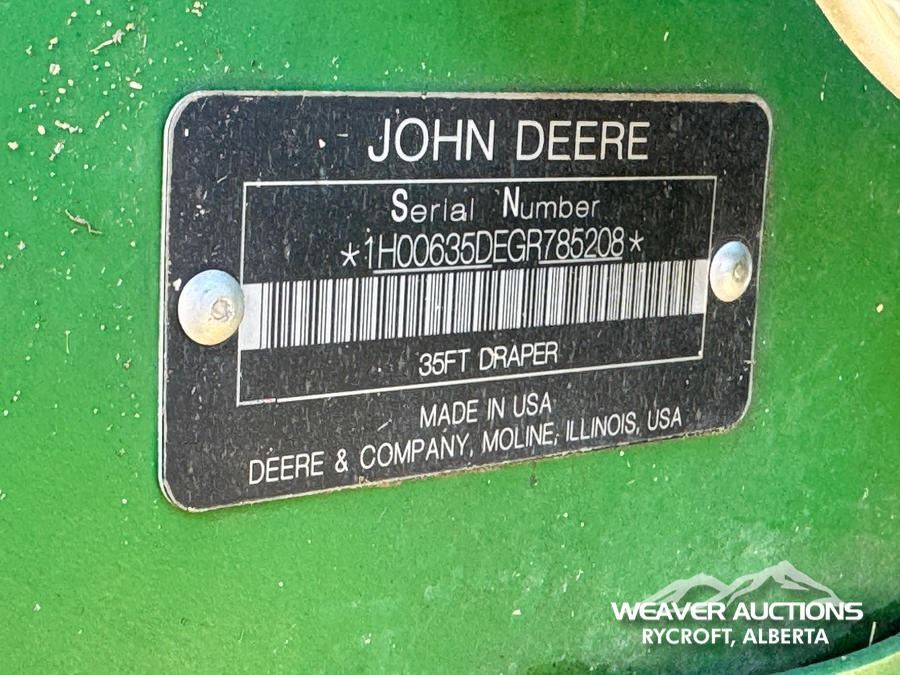 JOHN DEERE
Serial Number
*1H00635DEGR785208*
35FT DRAPER
MADE IN USA
DEERE & COMPANY, MOLINE, ILLINOIS, USA
WEAVER AUCTIONS
RYCROFT, ALBERTA